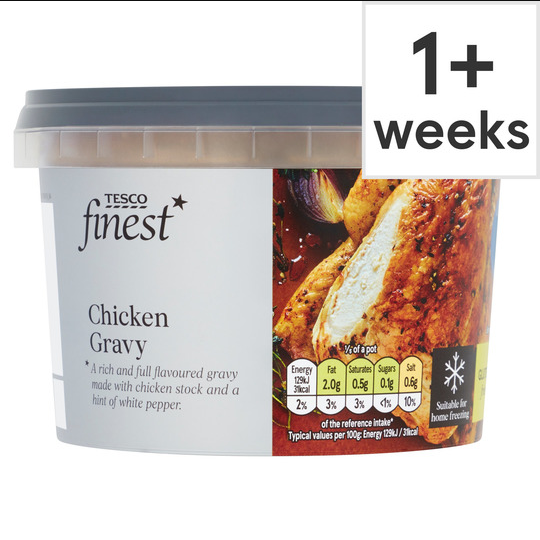 1+
weeks
TESCO
finest*
Chicken
Gravy
*A rich and full flavoured gravy
made with chicken stock and a
hint of white pepper.
of a pot
Energy
129kJ
31kcal
2%
Fat
2.0g
3%
Saturates
0.5g
3%
Sugars
0.1g
<1%
Salt
0.6g
10%
of the reference intake*
Typical values per 100g: Energy 129kJ / 31kcal
Suitable for
home freezing